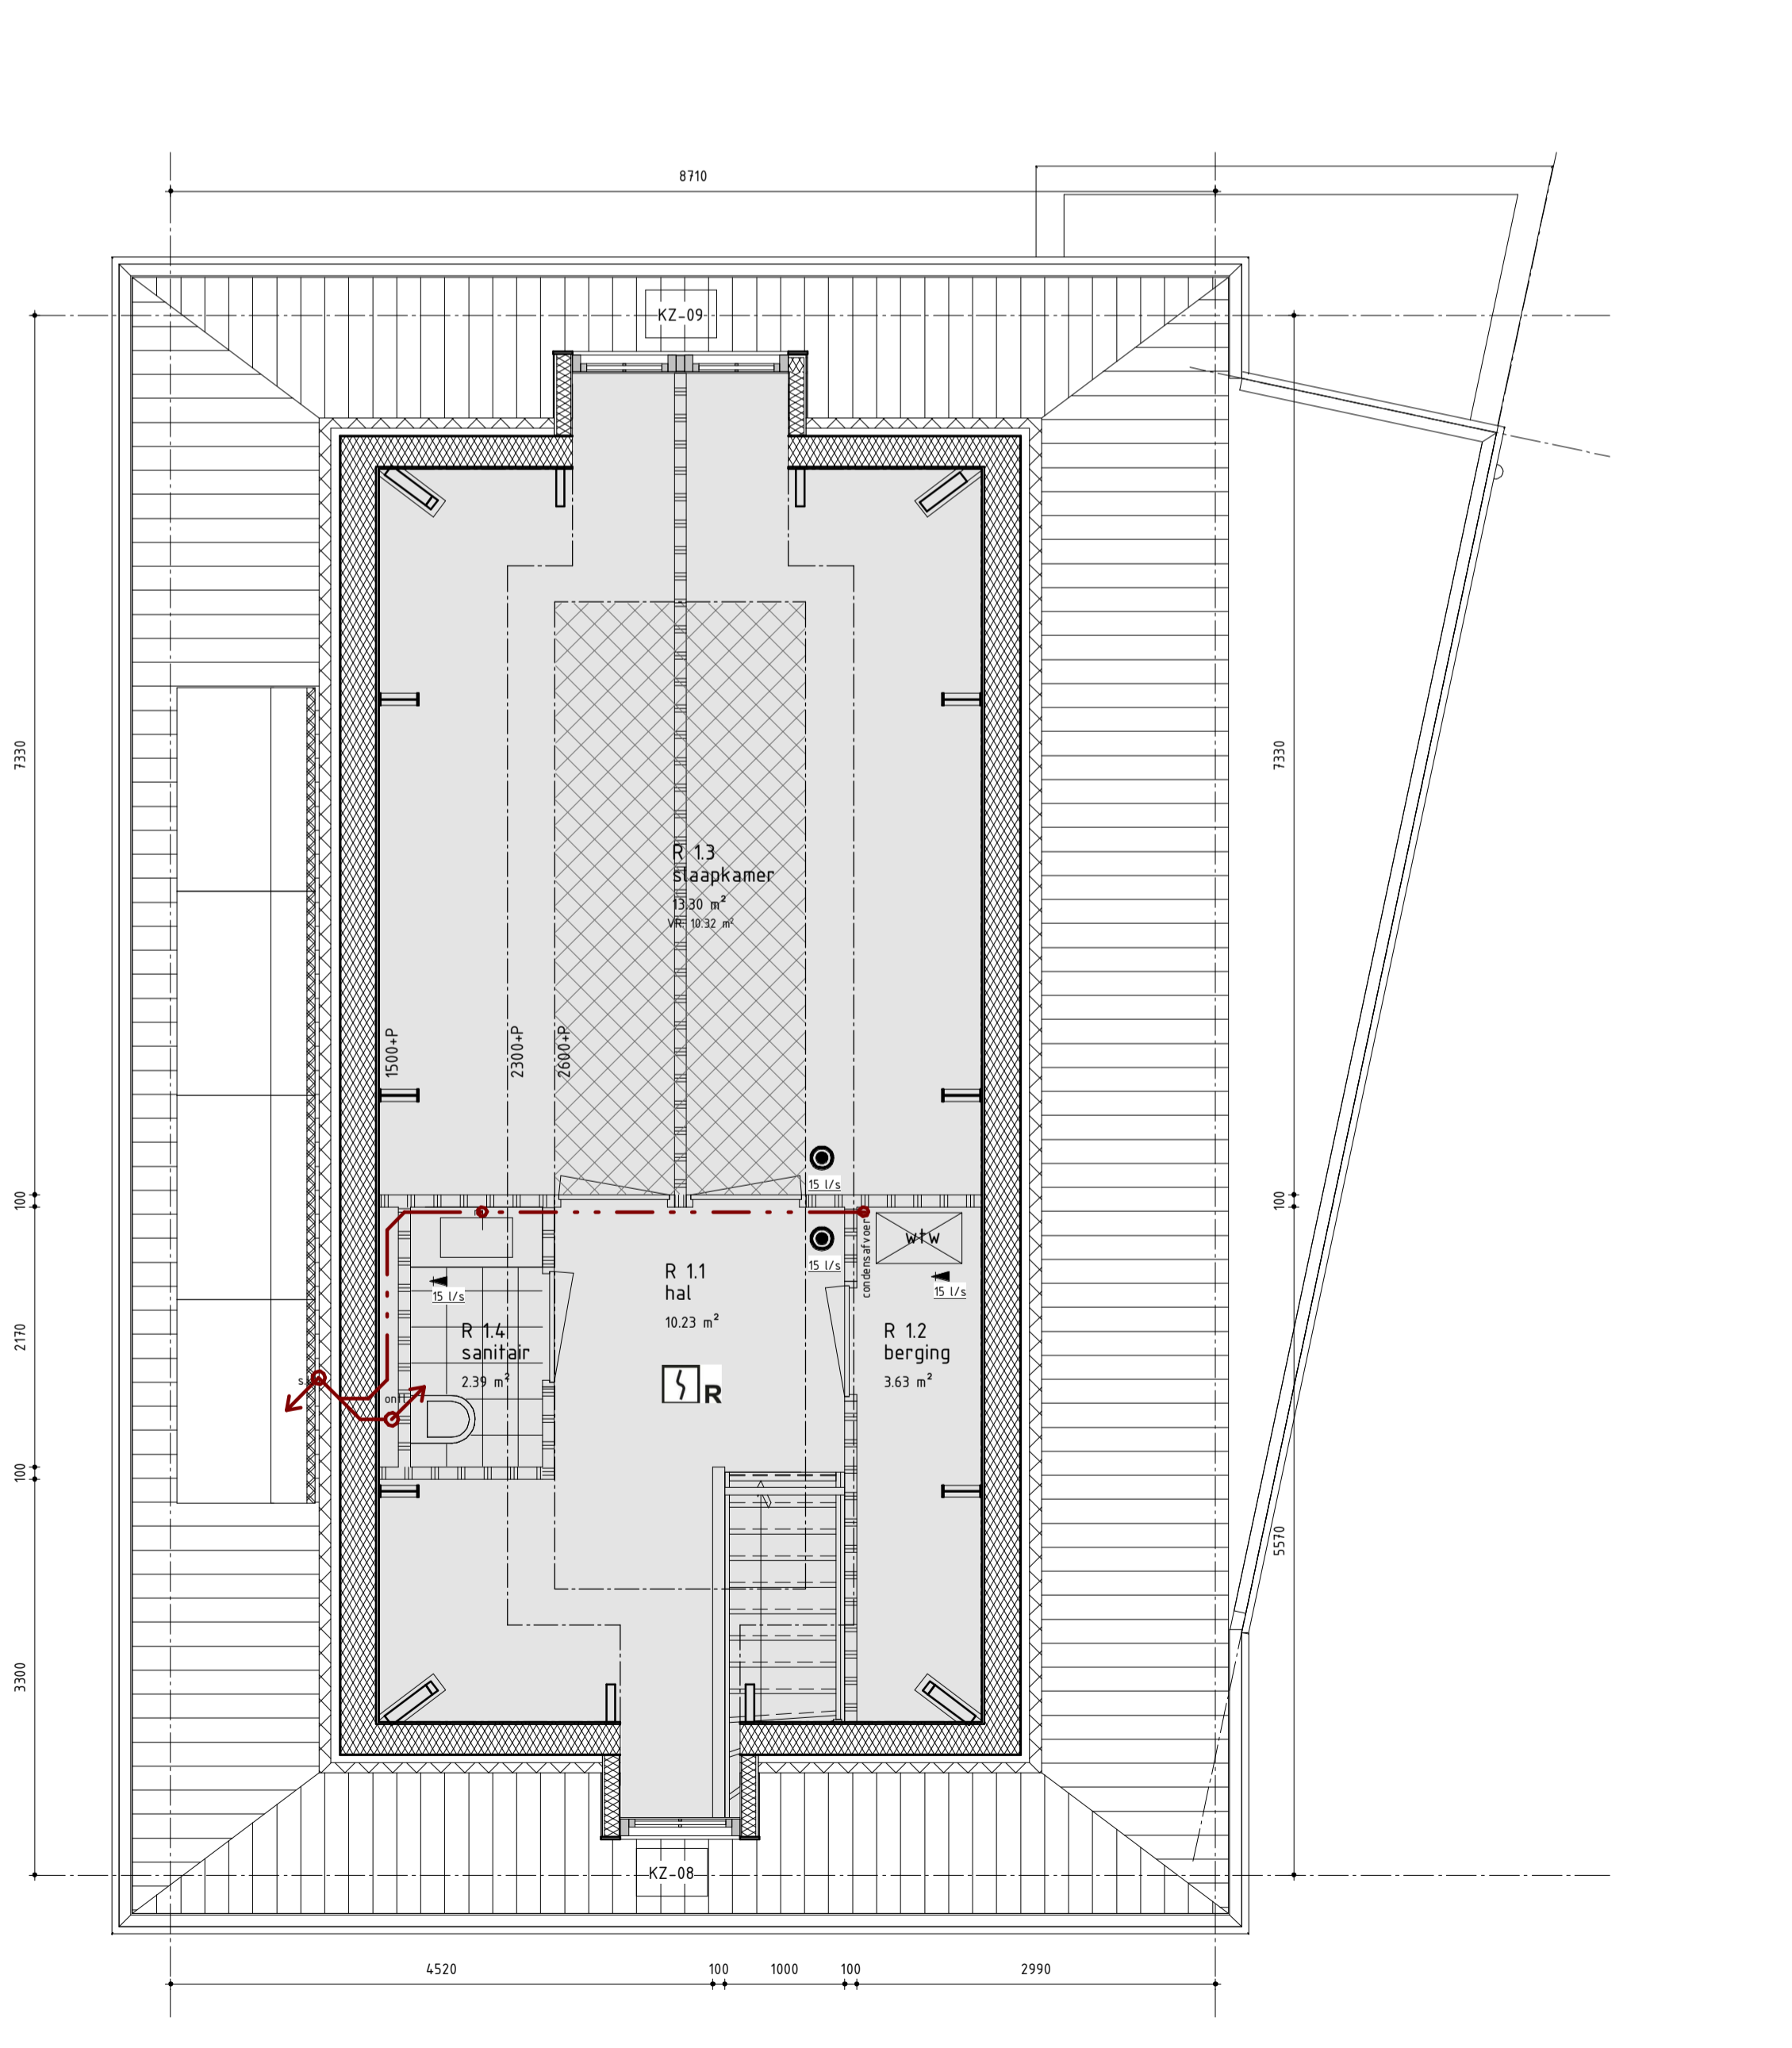 8710
KZ-09
7330
7330
R 1.3
slaapkamer
13.30 m²
VR: 10.32 m²
1500+P
2300+P
2600+P
15 l/s
100
100
15 l/s
condensafvoer
wtw
R 1.1
hal
10.23 m²
15 l/s
15 l/s
2170
R 1.4
sanitair
2.39 m²
R 1.2
berging
3.63 m²
R
100
5570
3300
KZ-08
4520
100
1000
100
2990